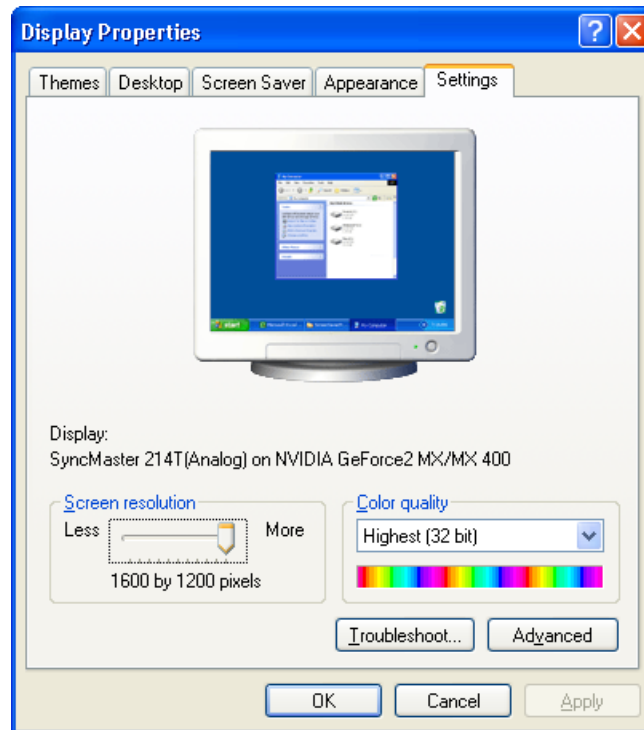 Display Properties
Themes Desktop Screen Saver Appearance Settings
start
Display:
SyncMaster 214T(Analog) on NVIDIA GeForce2 MX/MX 400
Screen resolution
Less More
1600 by 1200 pixels
Color quality
Highest (32 bit)
Troubleshoot... Advanced
OK Cancel Apply